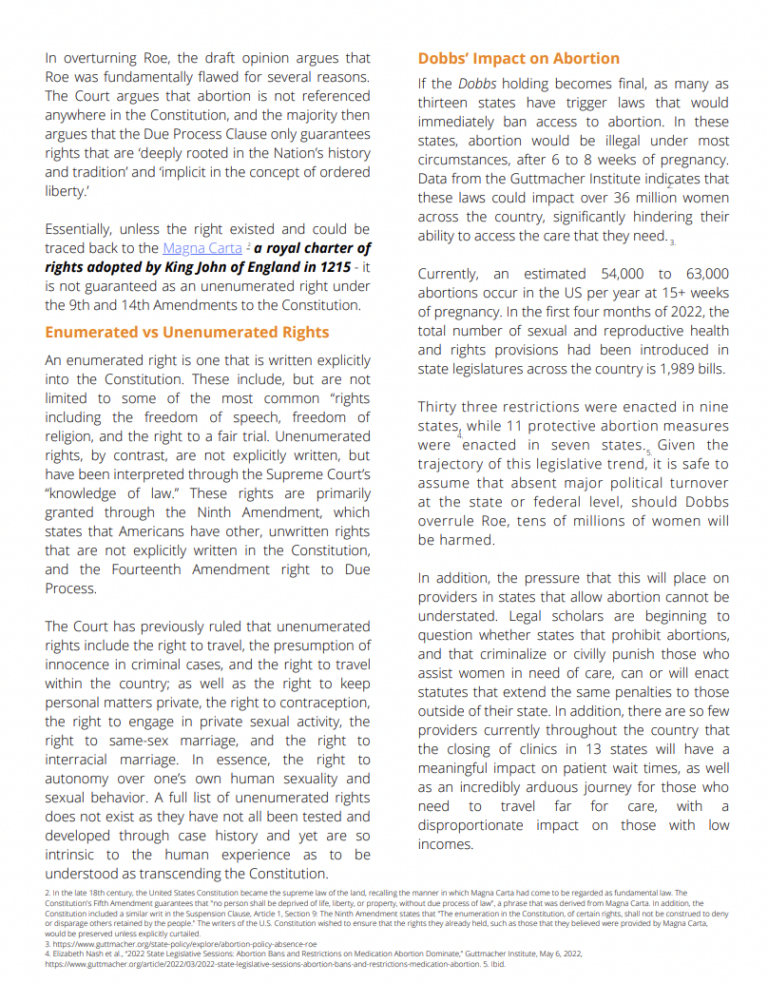 In overturning Roe, the draft opinion argues that
Roe was fundamentally flawed for several reasons.
The Court argues that abortion is not referenced
anywhere in the Constitution, and the majority then
argues that the Due Process Clause only guarantees
rights that are ‘deeply rooted in the Nation’s history
and tradition’ and ‘implicit in the concept of ordered
liberty.’
Essentially, unless the right existed and could be
traced back to the Magna Carta 2 a royal charter of
rights adopted by King John of England in 1215 - it
is not guaranteed as an unenumerated right under
the 9th and 14th Amendments to the Constitution.
Enumerated vs Unenumerated Rights
An enumerated right is one that is written explicitly
into the Constitution. These include, but are not
limited to some of the most common “rights
including the freedom of speech, freedom of
religion, and the right to a fair trial. Unenumerated
rights, by contrast, are not explicitly written, but
have been interpreted through the Supreme Court’s
“knowledge of law.” These rights are primarily
granted through the Ninth Amendment, which
states that Americans have other, unwritten rights
that are not explicitly written in the Constitution,
and the Fourteenth Amendment right to Due
Process.
The Court has previously ruled that unenumerated
rights include the right to travel, the presumption of
innocence in criminal cases, and the right to travel
within the country; as well as the right to keep
personal matters private, the right to contraception,
the right to engage in private sexual activity, the
right to same-sex marriage, and the right to
interracial marriage. In essence, the right to
autonomy over one’s own human sexuality and
sexual behavior. A full list of unenumerated rights
does not exist as they have not all been tested and
developed through case history and yet are so
intrinsic to the human experience as to be
understood as transcending the Constitution.
Dobbs’ Impact on Abortion
If the Dobbs holding becomes final, as many as
thirteen states have trigger laws that would
immediately ban access to abortion. In these
states, abortion would be illegal under most
circumstances, after 6 to 8 weeks of pregnancy.
Data from the Guttmacher Institute indicates that
2.
these laws could impact over 36 million women
across the country, significantly hindering their
ability to access the care that they need. 3.
Currently, an estimated 54,000 to 63,000
abortions occur in the US per year at 15+ weeks
of pregnancy. In the first four months of 2022, the
total number of sexual and reproductive health
and rights provisions had been introduced in
state legislatures across the country is 1,989 bills.
Thirty three restrictions were enacted in nine
states, while 11 protective abortion measures
were 4. enacted in seven states. 5. Given the
trajectory of this legislative trend, it is safe to
assume that absent major political turnover
at the state or federal level, should Dobbs
overrule Roe, tens of millions of women will
be harmed.
In addition, the pressure that this will place on
providers in states that allow abortion cannot be
understated. Legal scholars are beginning to
question whether states that prohibit abortions,
and that criminalize or civilly punish those who
assist women in need of care, can or will enact
statutes that extend the same penalties to those
outside of their state. In addition, there are so few
providers currently throughout the country that
the closing of clinics in 13 states will have a
meaningful impact on patient wait times, as well
as an incredibly arduous journey for those who
need to travel far for care, with a
disproportionate impact on those with low
incomes.
2. In the late 18th century, the United States Constitution became the supreme law of the land, recalling the manner in which Magna Carta had come to be regarded as fundamental law. The
Constitution's Fifth Amendment guarantees that "no person shall be deprived of life, liberty, or property, without due process of law", a phrase that was derived from Magna Carta. In addition, the
Constitution included a similar writ in the Suspension Clause, Article 1, Section 9: The Ninth Amendment states that "The enumeration in the Constitution, of certain rights, shall not be construed to deny
or disparage others retained by the people." The writers of the U.S. Constitution wished to ensure that the rights they already held, such as those that they believed were provided by Magna Carta,
would be preserved unless explicitly curtailed.
3. https://www.guttmacher.org/state-policy/explore/abortion-policy-absence-roe
4. Elizabeth Nash et al., “2022 State Legislative Sessions: Abortion Bans and Restrictions on Medication Abortion Dominate,” Guttmacher Institute, May 6, 2022,
https://www.guttmacher.org/article/2022/03/2022-state-legislative-sessions-abortion-bans-and-restrictions-medication-abortion. 5. Ibid.